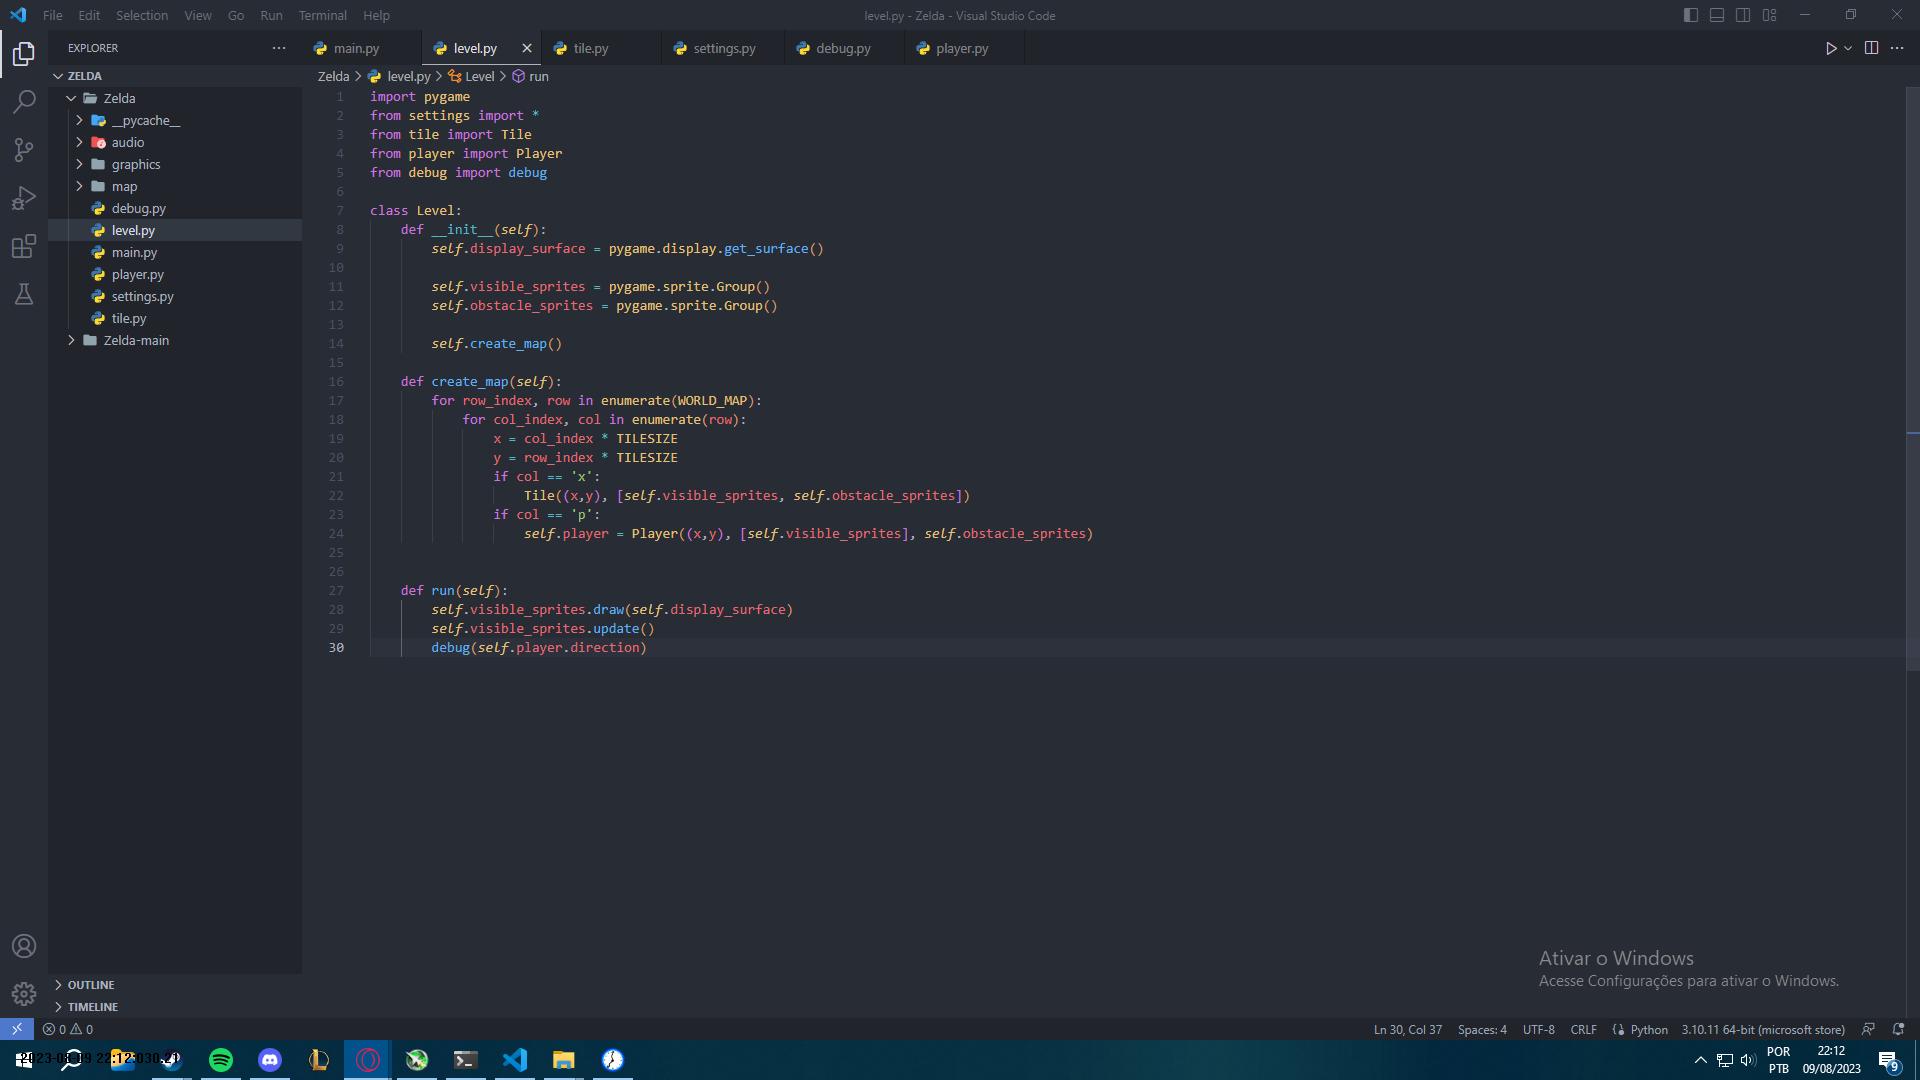 File Edit Selection View Go Run Terminal Help
level.py - Zelda - Visual Studio Code
EXPLORER
main.py level.py tile.py settings.py debug.py player.py
ZELDA
Zelda
__pycache__
audio
graphics
map
debug.py
level.py
main.py
player.py
settings.py
tile.py
Zelda-main
OUTLINE
TIMELINE
Zelda > level.py > Level > run
1 import pygame
2 from settings import *
3 from tile import Tile
4 from player import Player
5 from debug import debug
6
7 class Level:
8     def __init__(self):
9         self.display_surface = pygame.display.get_surface()
10
11         self.visible_sprites = pygame.sprite.Group()
12         self.obstacle_sprites = pygame.sprite.Group()
13
14         self.create_map()
15
16     def create_map(self):
17         for row_index, row in enumerate(WORLD_MAP):
18             for col_index, col in enumerate(row):
19                 x = col_index * TILESIZE
20                 y = row_index * TILESIZE
21                 if col == 'x':
22                     Tile((x,y), [self.visible_sprites, self.obstacle_sprites])
23                 if col == 'p':
24                     self.player = Player((x,y), [self.visible_sprites], self.obstacle_sprites)
25
26
27     def run(self):
28         self.visible_sprites.draw(self.display_surface)
29         self.visible_sprites.update()
30         debug(self.player.direction)
Ativar o Windows
Acesse Configurações para ativar o Windows.
0 0
Ln 30, Col 37 Spaces: 4 UTF-8 CRLF Python 3.10.11 64-bit (microsoft store)
POR
PTB
22:12
09/08/2023
9